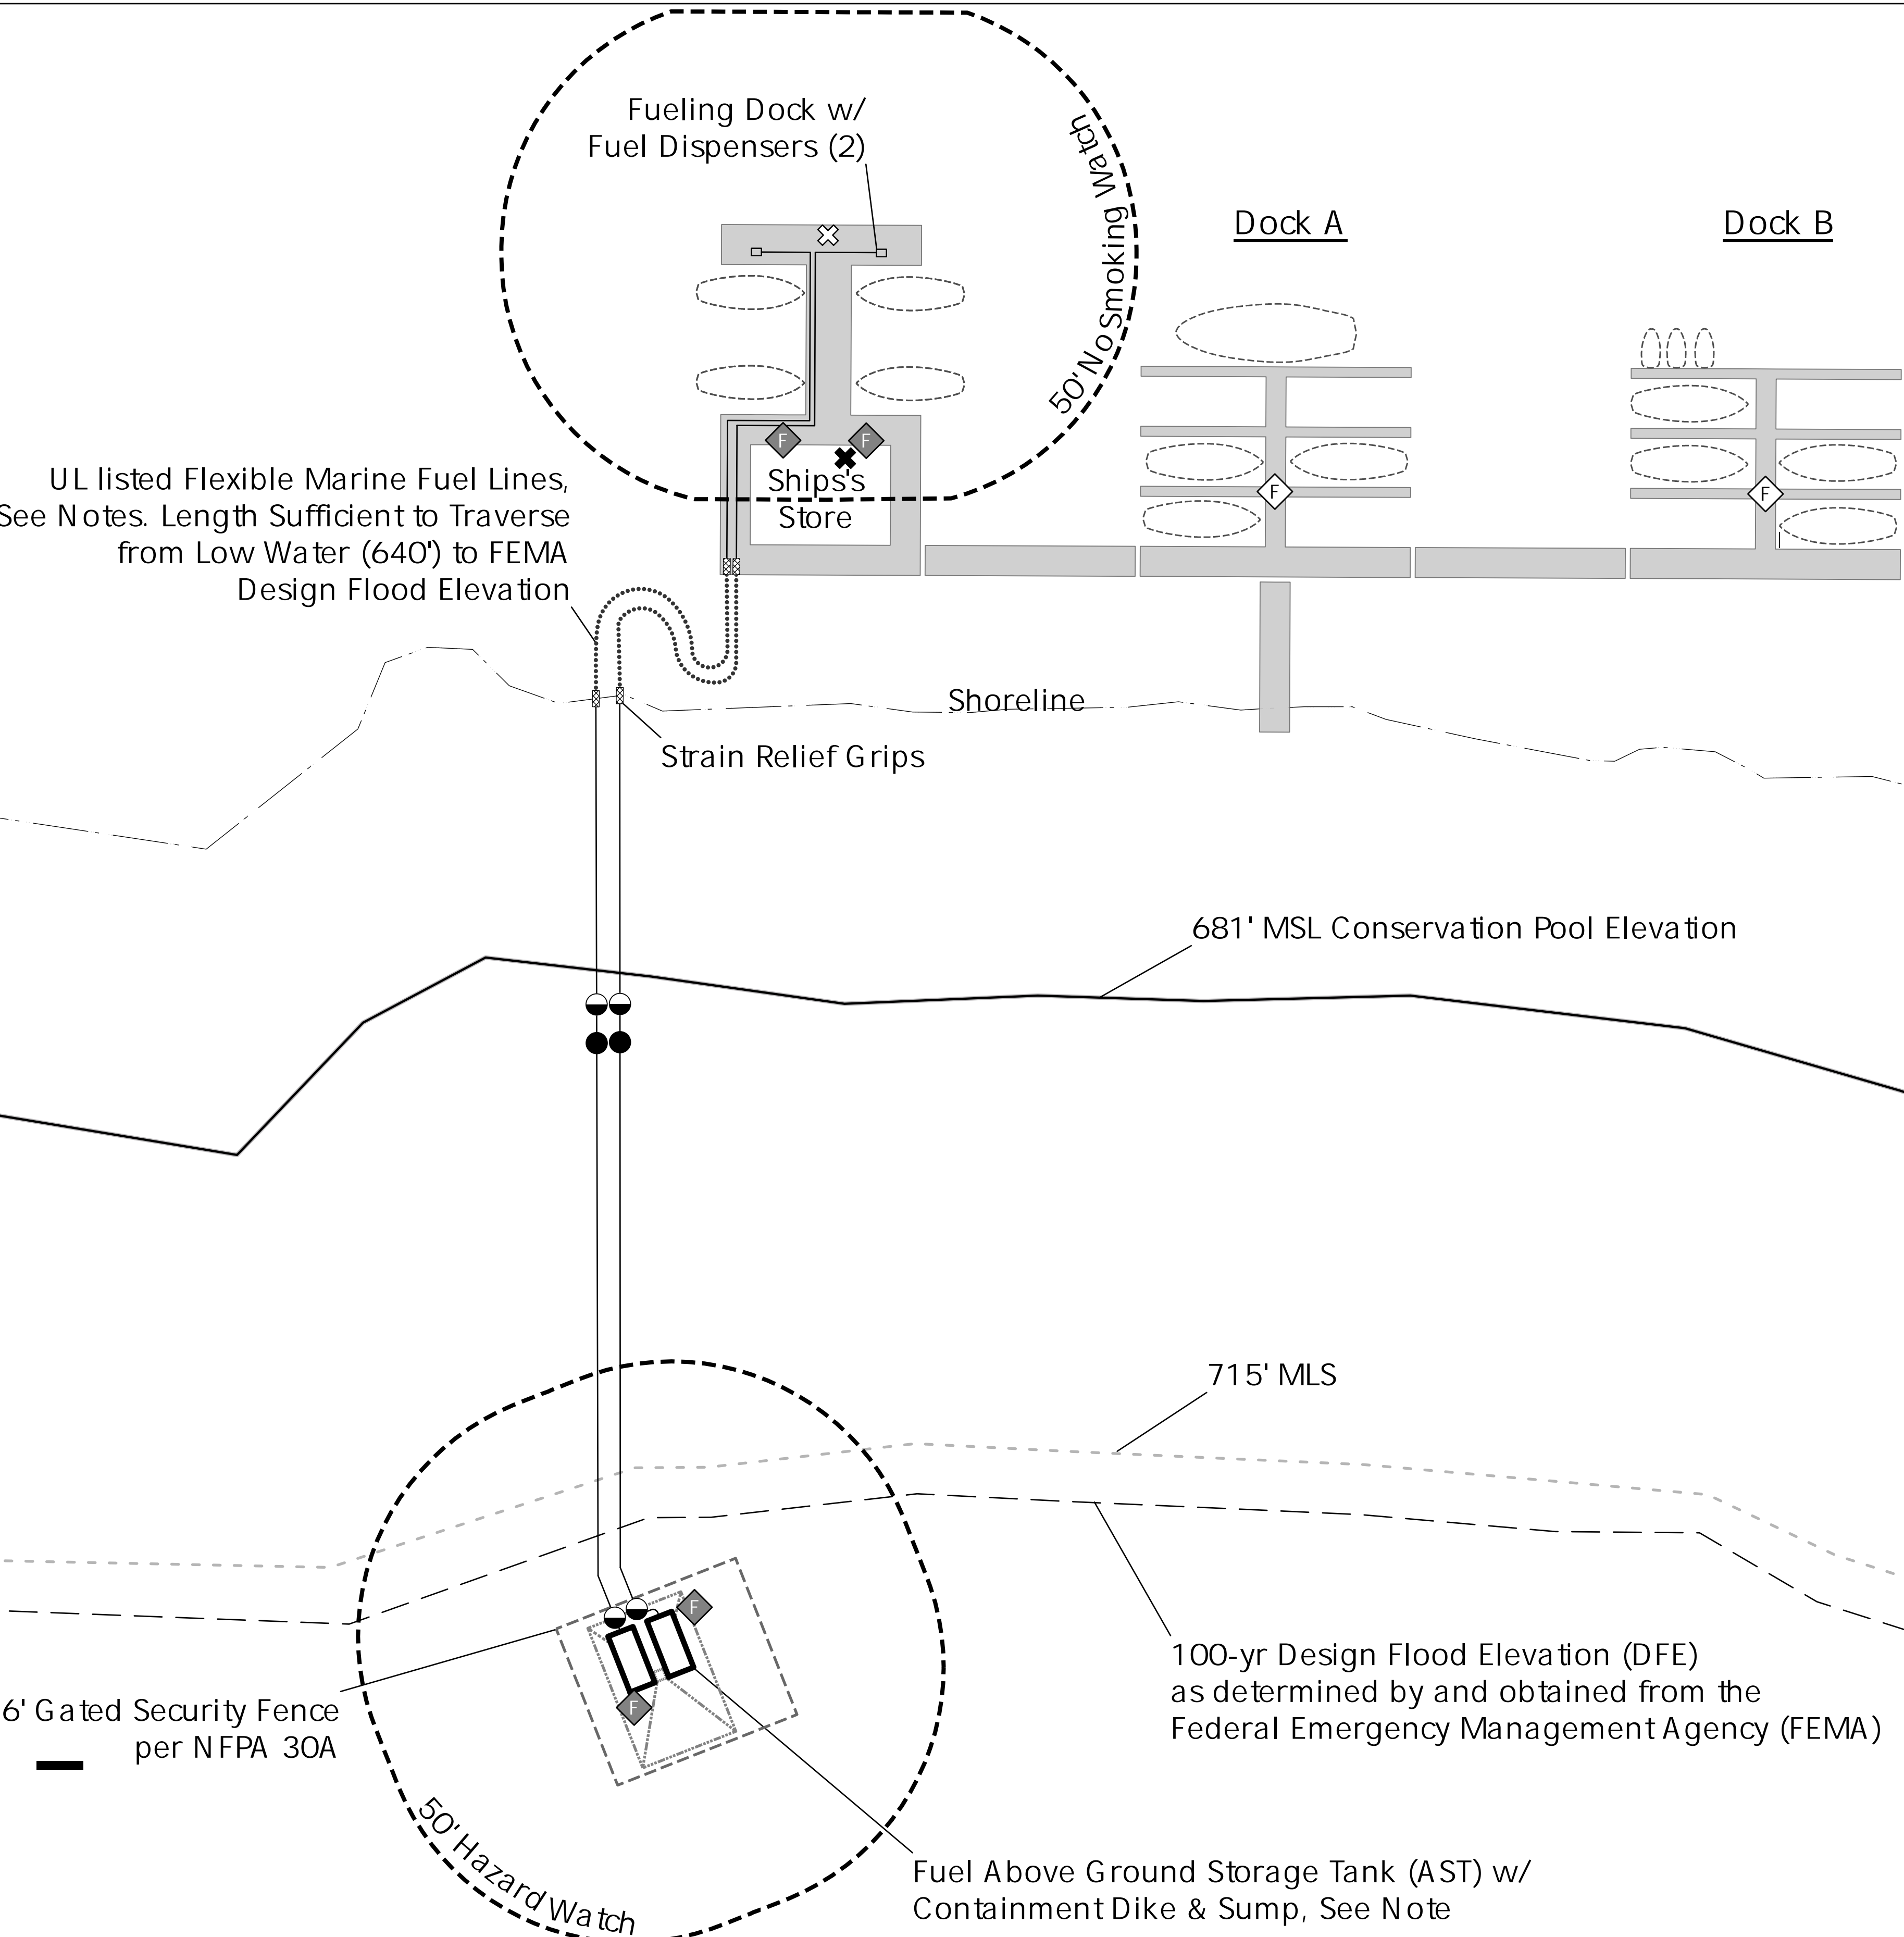 Fueling Dock w/
Fuel Dispensers (2)
50' No Smoking Watch
Dock A
Dock B
F
F
Ships's
Store
F
F
UL listed Flexible Marine Fuel Lines,
See Notes. Length Sufficient to Traverse
from Low Water (640') to FEMA
Design Flood Elevation
Shoreline
Strain Relief Grips
681' MSL Conservation Pool Elevation
715' MLS
F
F
100-yr Design Flood Elevation (DFE)
as determined by and obtained from the
Federal Emergency Management Agency (FEMA)
6' Gated Security Fence
per NFPA 30A
50' Hazard Watch
Fuel Above Ground Storage Tank (AST) w/
Containment Dike & Sump, See Note